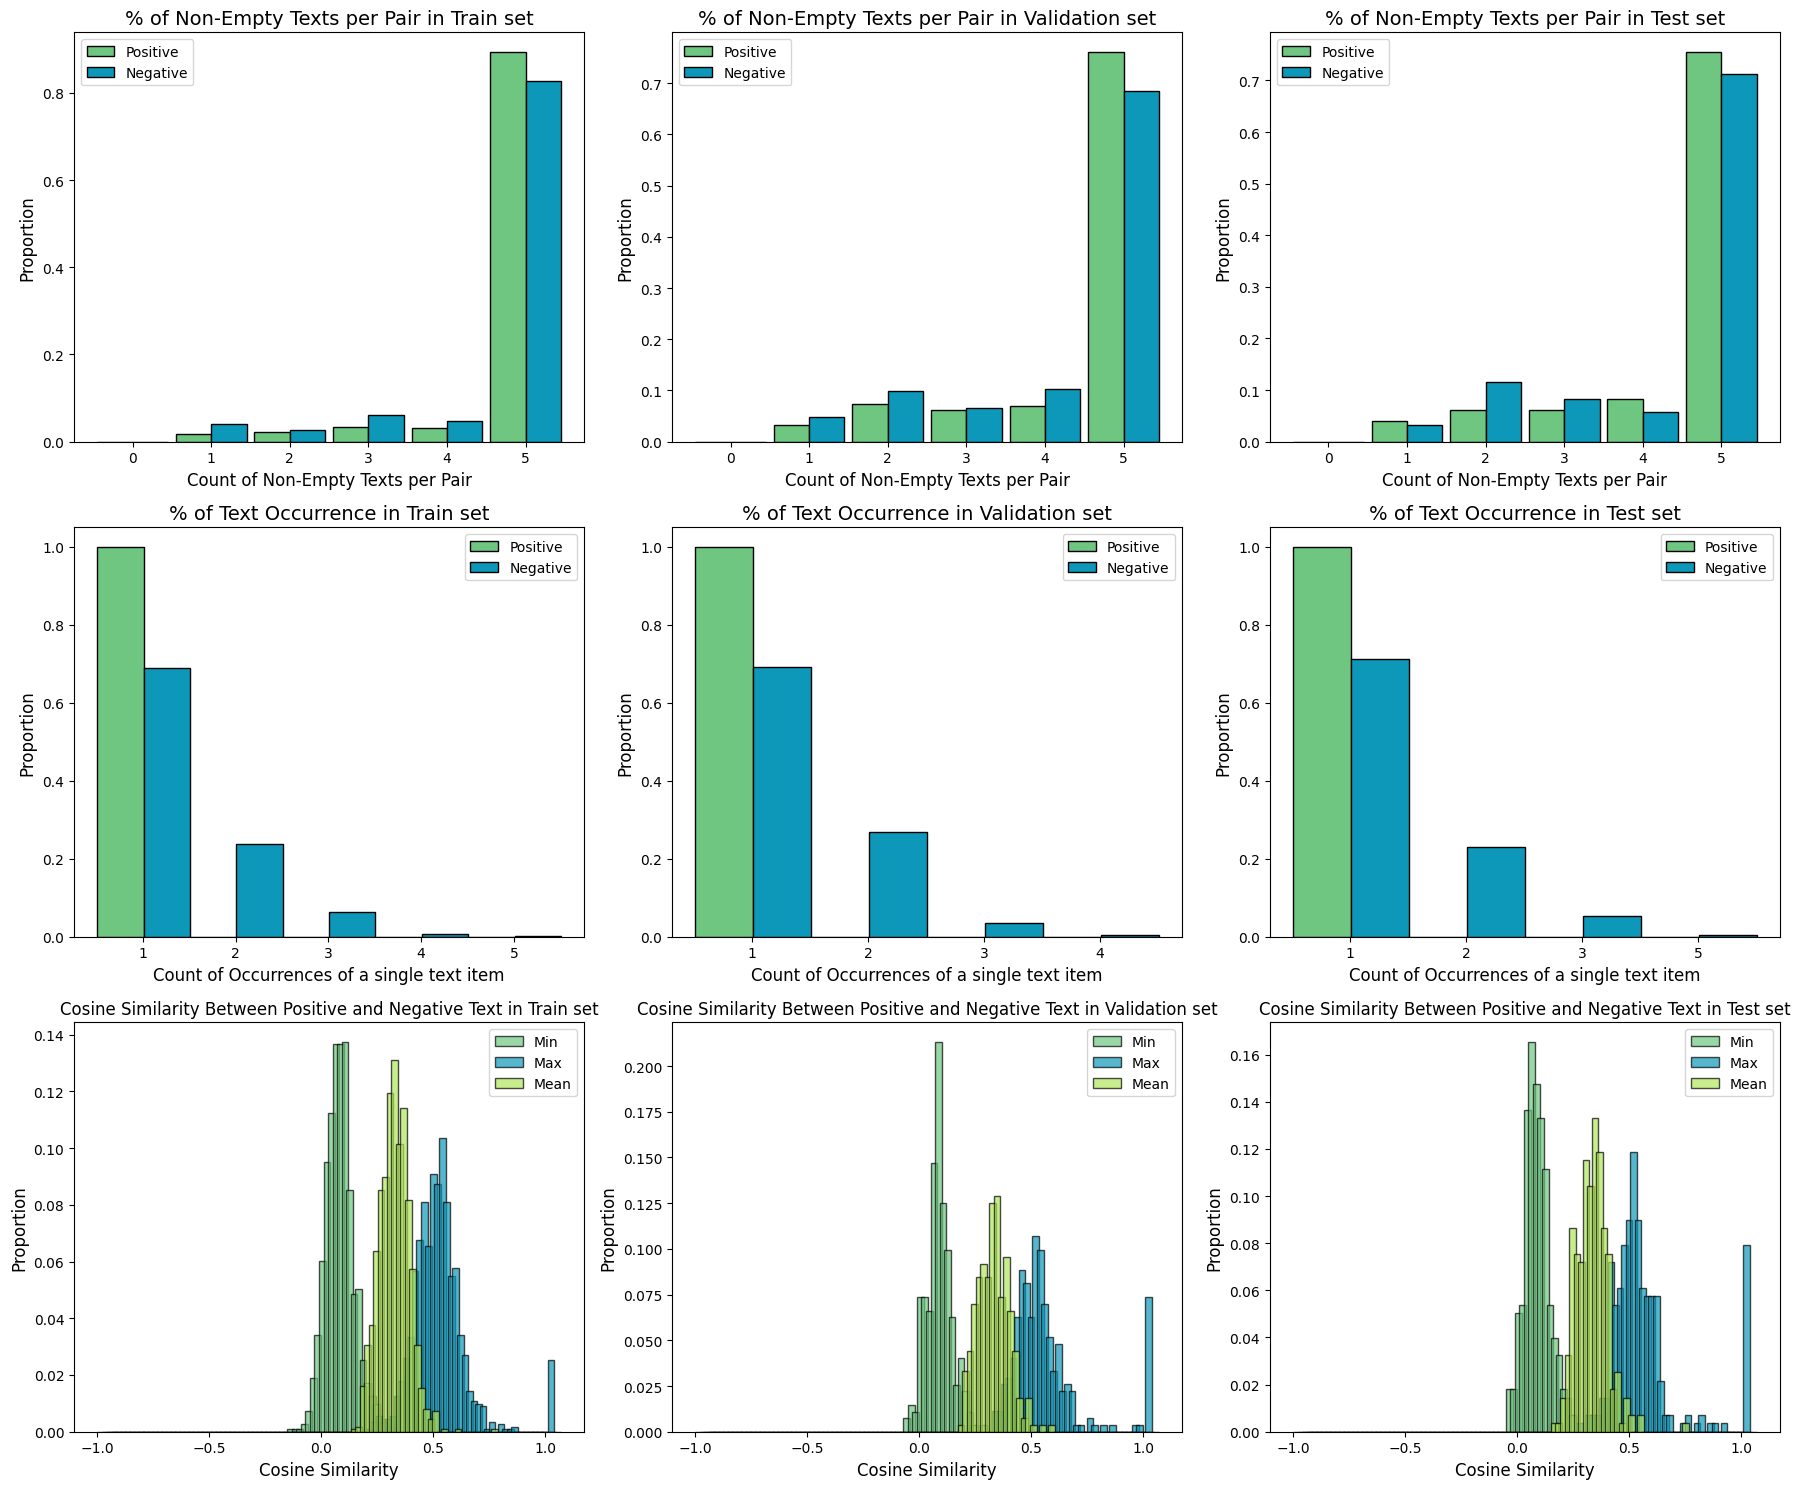 % of Non-Empty Texts per Pair in Train set
Positive
Negative
Proportion
0.8
0.6
0.4
0.2
0.0
0 1 2 3 4 5
Count of Non-Empty Texts per Pair
% of Non-Empty Texts per Pair in Validation set
Positive
Negative
Proportion
0.7
0.6
0.5
0.4
0.3
0.2
0.1
0.0
0 1 2 3 4 5
Count of Non-Empty Texts per Pair
% of Non-Empty Texts per Pair in Test set
Positive
Negative
Proportion
0.7
0.6
0.5
0.4
0.3
0.2
0.1
0.0
0 1 2 3 4 5
Count of Non-Empty Texts per Pair
% of Text Occurrence in Train set
Positive
Negative
Proportion
1.0
0.8
0.6
0.4
0.2
0.0
1 2 3 4 5
Count of Occurrences of a single text item
% of Text Occurrence in Validation set
Positive
Negative
Proportion
1.0
0.8
0.6
0.4
0.2
0.0
1 2 3 4
Count of Occurrences of a single text item
% of Text Occurrence in Test set
Positive
Negative
Proportion
1.0
0.8
0.6
0.4
0.2
0.0
1 2 3 5
Count of Occurrences of a single text item
Cosine Similarity Between Positive and Negative Text in Train set
Min
Max
Mean
Proportion
0.14
0.12
0.10
0.08
0.06
0.04
0.02
0.00
−1.0 −0.5 0.0 0.5 1.0
Cosine Similarity
Cosine Similarity Between Positive and Negative Text in Validation set
Min
Max
Mean
Proportion
0.200
0.175
0.150
0.125
0.100
0.075
0.050
0.025
0.000
−1.0 −0.5 0.0 0.5 1.0
Cosine Similarity
Cosine Similarity Between Positive and Negative Text in Test set
Min
Max
Mean
Proportion
0.16
0.14
0.12
0.10
0.08
0.06
0.04
0.02
0.00
−1.0 −0.5 0.0 0.5 1.0
Cosine Similarity